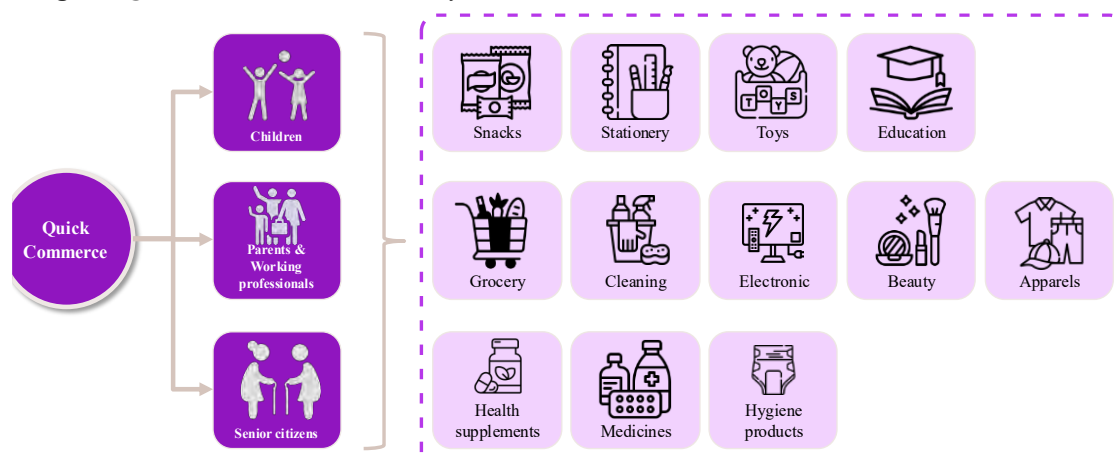 Quick
Commerce
Children
Parents &
Working
professionals
Senior citizens
Snacks
Stationery
TOYS
Toys
Education
Grocery
Cleaning
Electronic
Beauty
Apparels
Health
supplements
Medicines
Hygiene
products